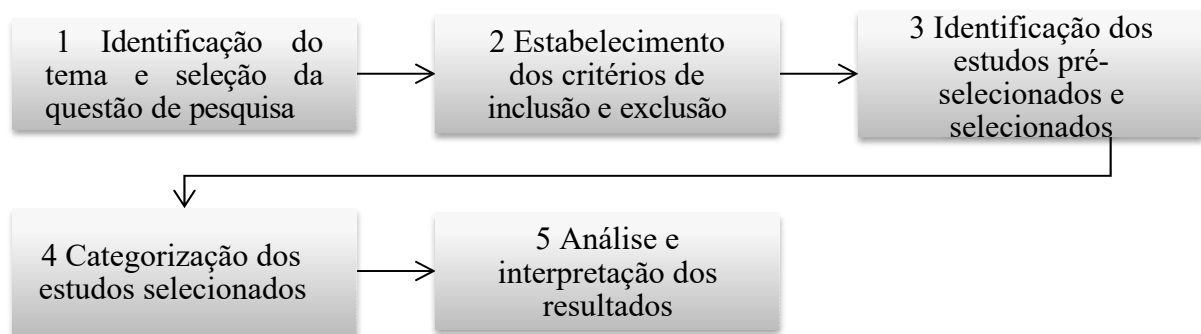 1 Identificação do
tema e seleção da
questão de pesquisa
2 Estabelecimento
dos critérios de
inclusão e exclusão
3 Identificação dos
estudos pré-
selecionados e
selecionados
4 Categorização dos
estudos selecionados
5 Análise e
interpretação dos
resultados